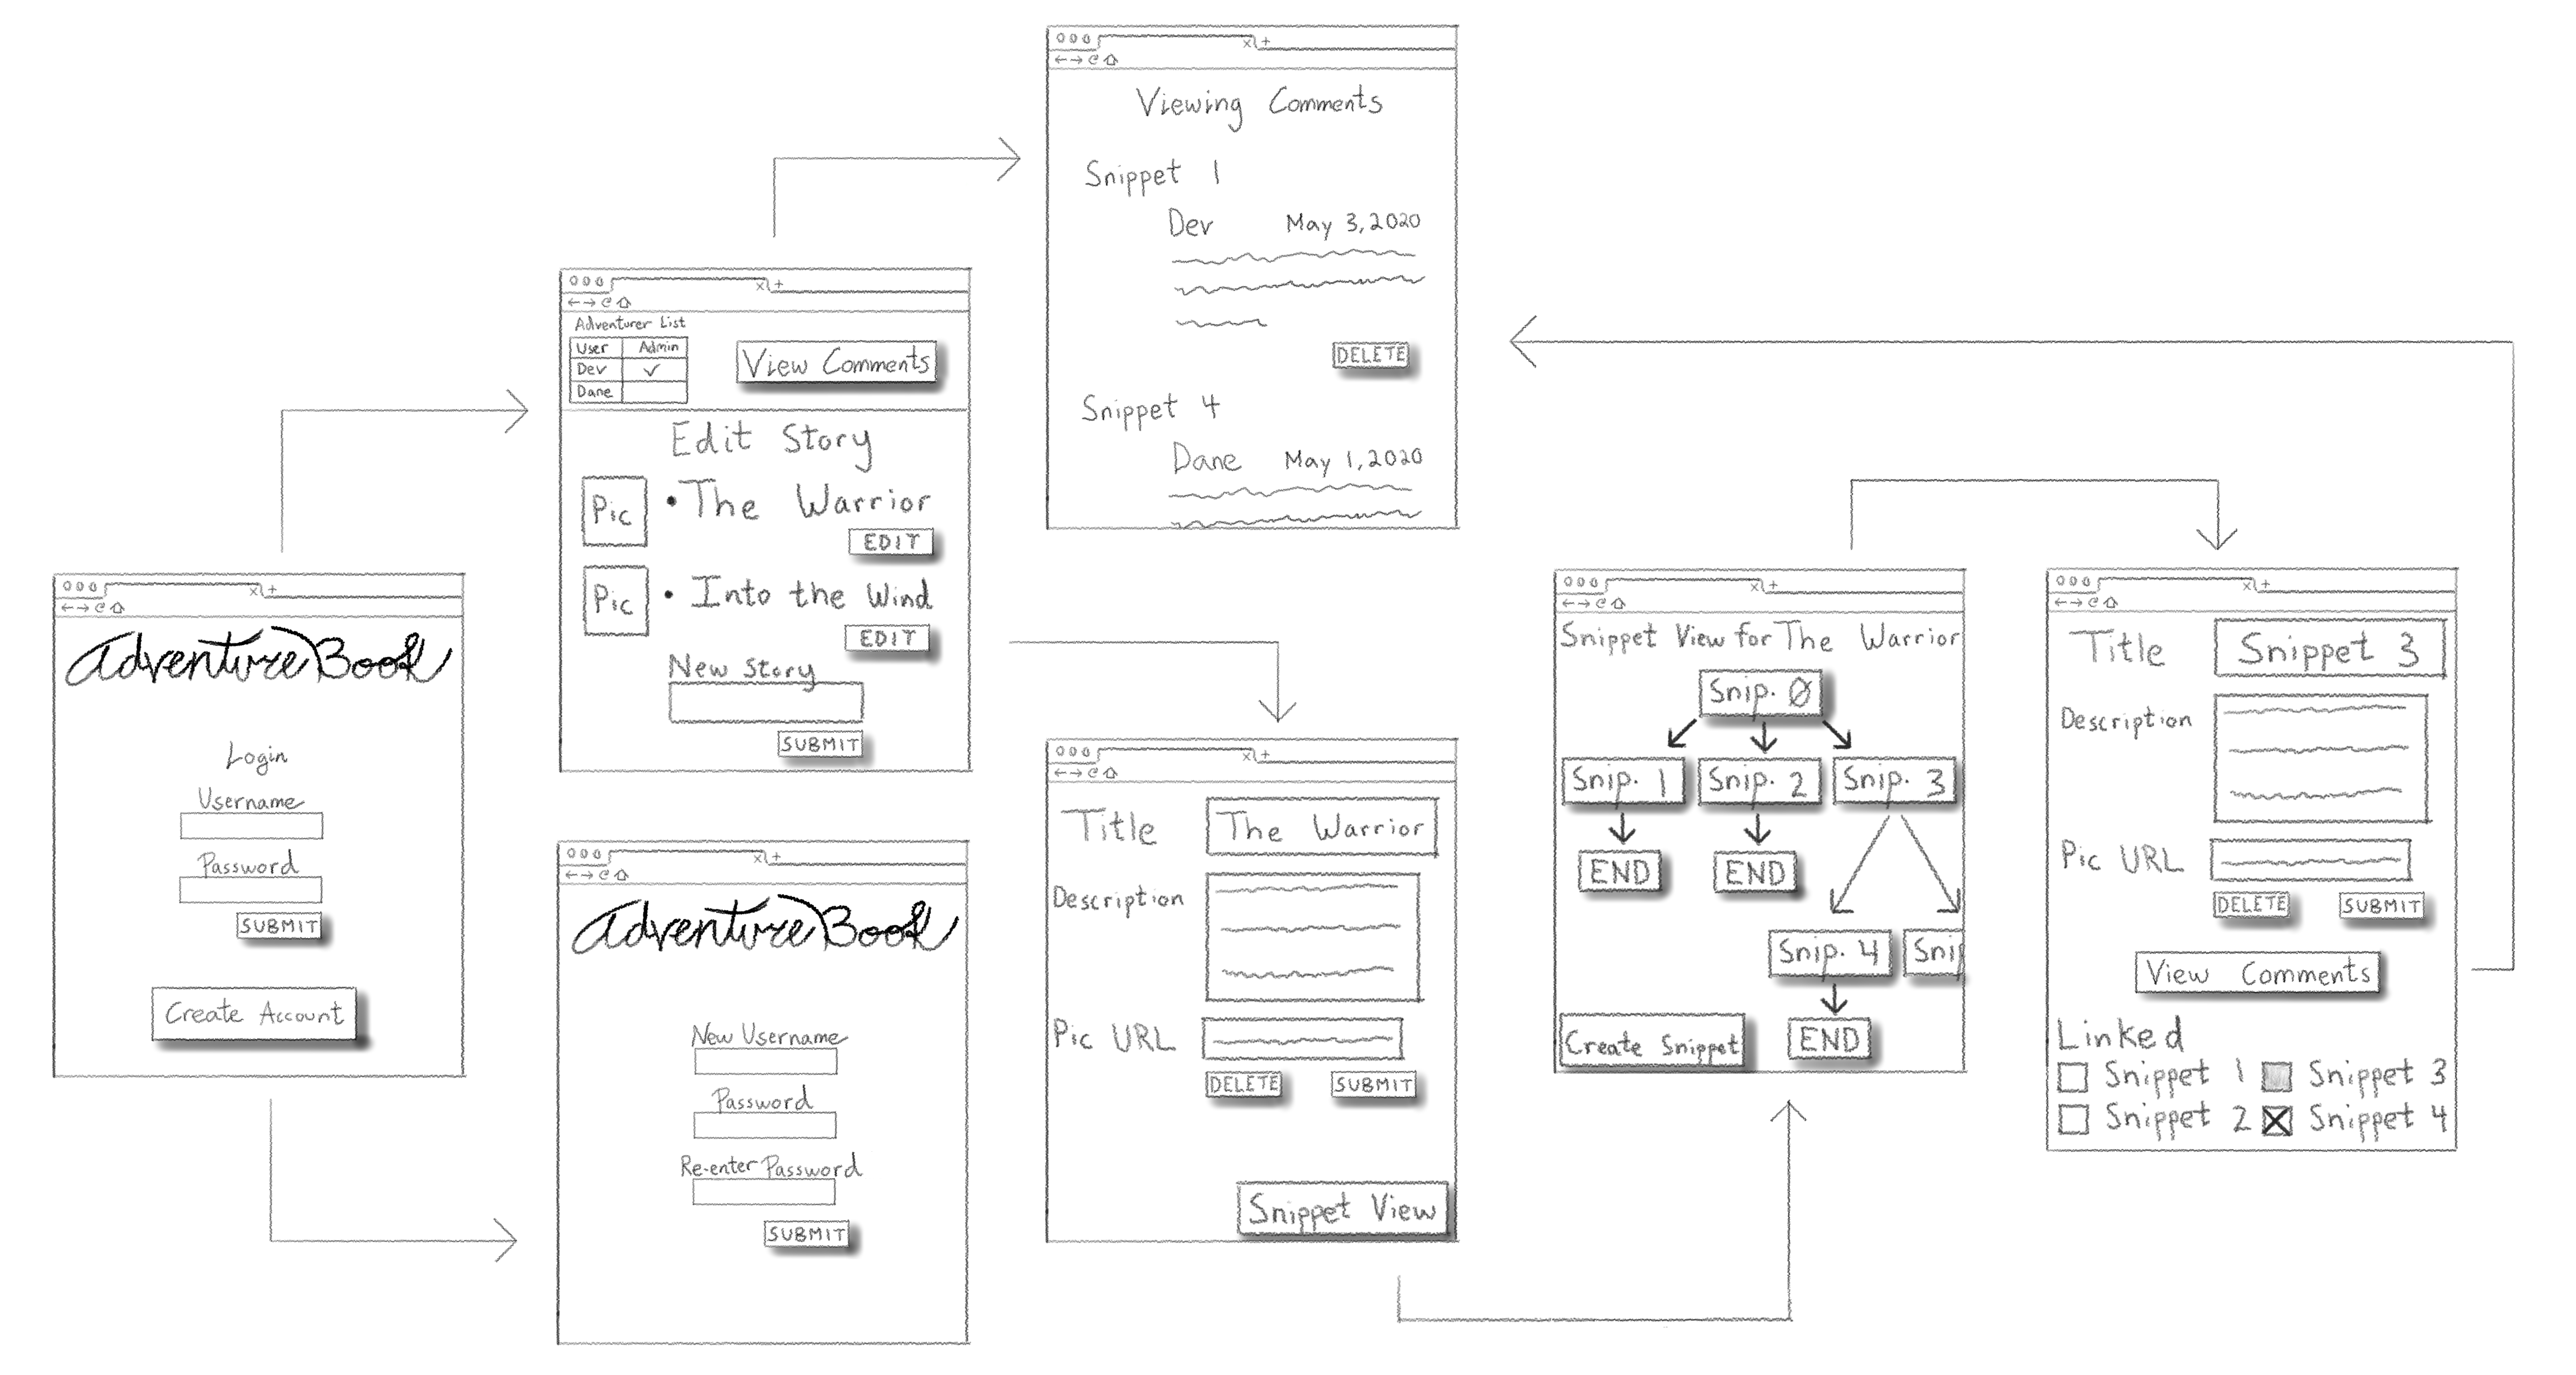 AdventureBook
Login
Username
Password
SUBMIT
Create Account
Adventurer List
User Admin
Dev ✓
Dane
View Comments
Edit Story
Pic • The Warrior
EDIT
Pic • Into the Wind
EDIT
New Story
SUBMIT
AdventureBook
New Username
Password
Re-enter Password
SUBMIT
Viewing Comments
Snippet 1
Dev May 3, 2020
DELETE
Snippet 4
Dane May 1, 2020
Title The Warrior
Description
Pic URL
DELETE SUBMIT
Snippet View
Snippet View for The Warrior
Snip. 0
Snip. 1 Snip. 2 Snip. 3
END END
Snip. 4 Snip
Create Snippet END
Title Snippet 3
Description
Pic URL
DELETE SUBMIT
View Comments
Linked
Snippet 1 Snippet 3
Snippet 2 Snippet 4